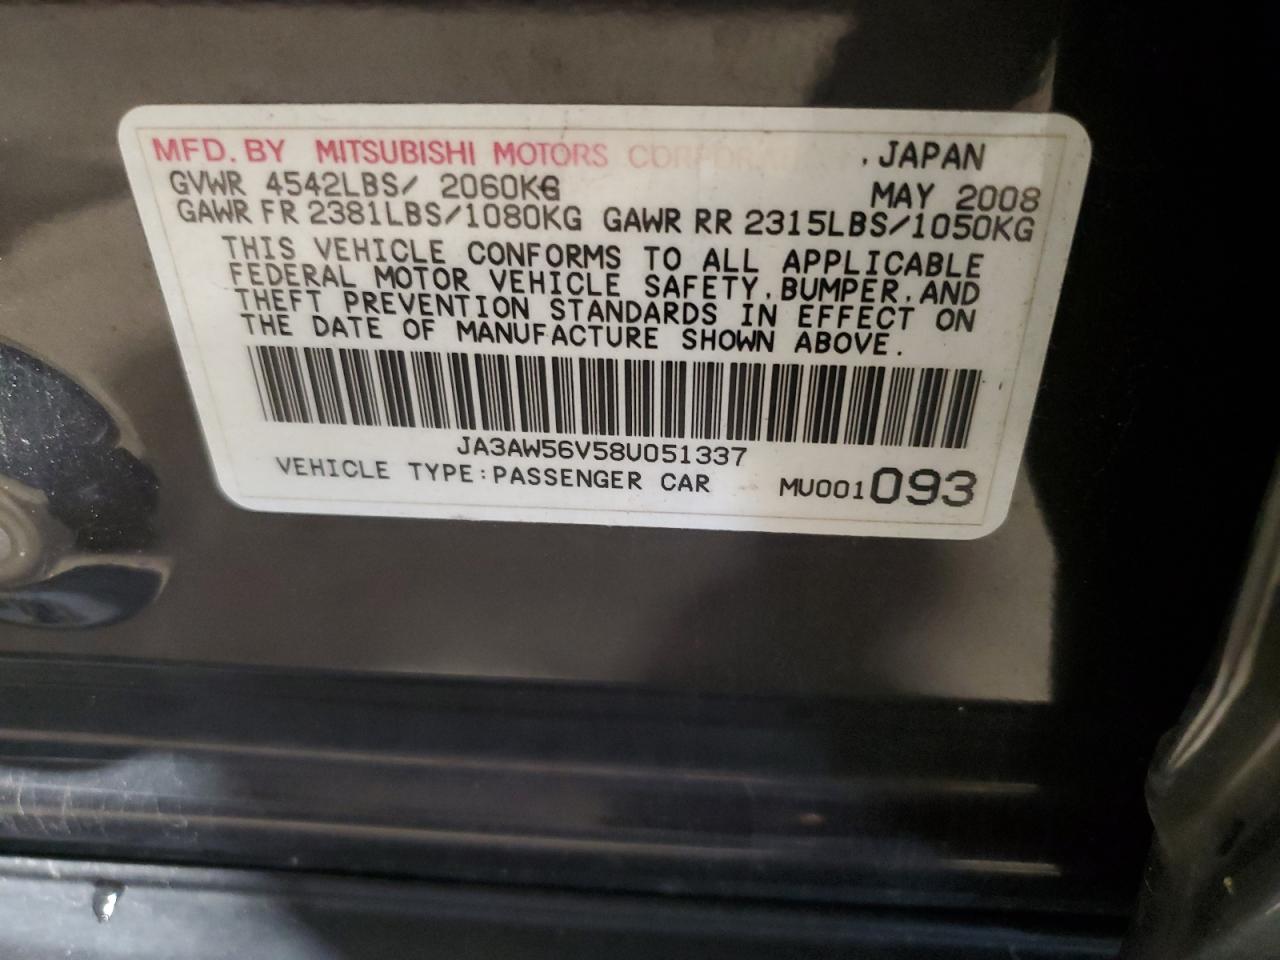 MFD. BY MITSUBISHI MOTORS CORPORATION, JAPAN
GVWR 4542LBS/ 2060KG MAY 2008
GAWR FR 2381LBS/1080KG GAWR RR 2315LBS/1050KG
THIS VEHICLE CONFORMS TO ALL APPLICABLE
FEDERAL MOTOR VEHICLE SAFETY, BUMPER, AND
THEFT PREVENTION STANDARDS IN EFFECT ON
THE DATE OF MANUFACTURE SHOWN ABOVE.
JA3AW56V58U051337
VEHICLE TYPE:PASSENGER CAR MU001093